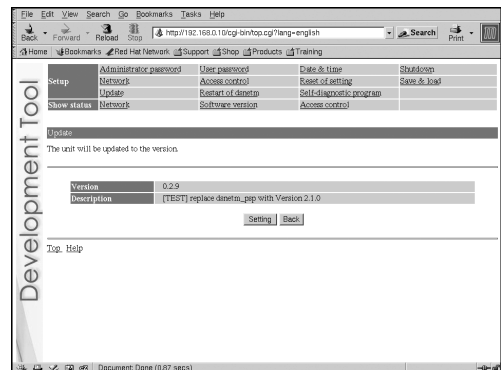 File Edit View Search Go Bookmarks Tasks Help
Back Forward Reload Stop http://192.168.0.10/cgi-bin/top.cgi?lang=english Search Print
Home Bookmarks Red Hat Network Support Shop Products Training
Development Tool
Setup Administrator password User password Date & time Shutdown
Network Access control Reset of setting Save & load
Update Restart of dsnetm Self-diagnostic program
Show status Network Software version Access control
Update
The unit will be updated to the version.
Version 0.2.9
Description [TEST] replace dsnetm_psp with Version 2.1.0
Setting Back
Top Help
Document: Done (0.87 secs)